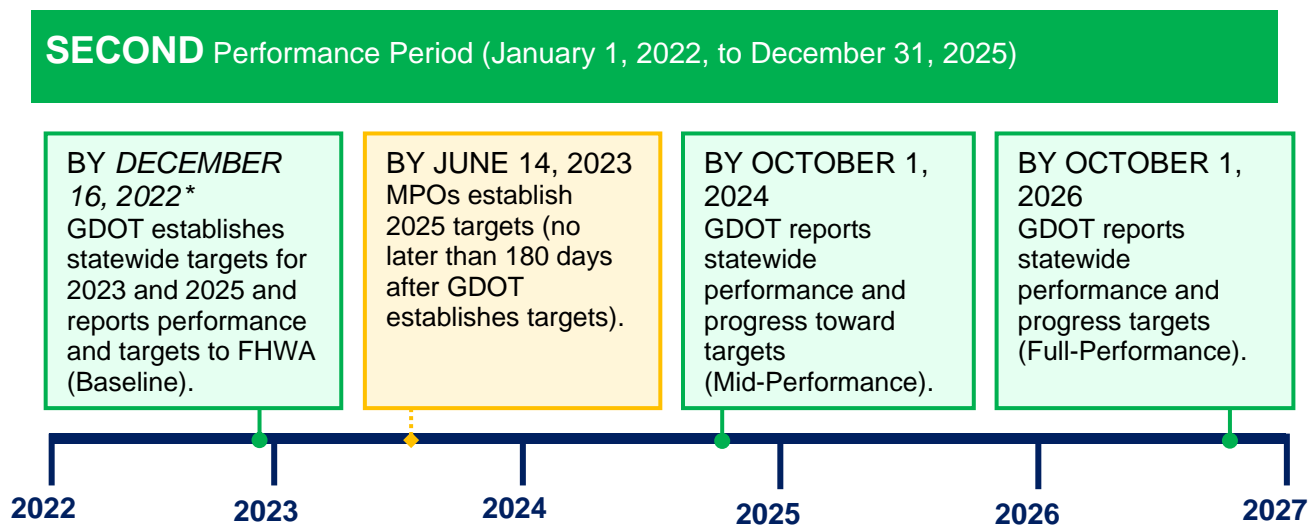 SECOND Performance Period (January 1, 2022, to December 31, 2025)
BY DECEMBER
16, 2022*
GDOT establishes
statewide targets for
2023 and 2025 and
reports performance
and targets to FHWA
(Baseline).
BY JUNE 14, 2023
MPOs establish
2025 targets (no
later than 180 days
after GDOT
establishes targets).
BY OCTOBER 1,
2024
GDOT reports
statewide
performance and
progress toward
targets
(Mid-Performance).
BY OCTOBER 1,
2026
GDOT reports
statewide
performance and
progress targets
(Full-Performance).
2022
2023
2024
2025
2026
2027